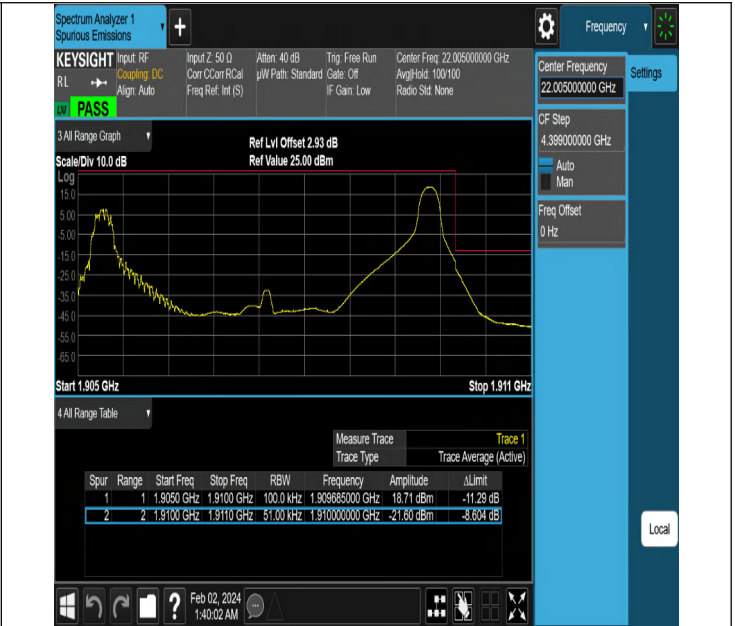 Spectrum Analyzer 1
Spurious Emissions
+
Frequency
KEYSIGHT
RL
LW PASS
Input: RF
Coupling: DC
Align: Auto
Input Z: 50 Ω
Corr CCorr RCal
Freq Ref: Int (S)
Atten: 40 dB
µW Path: Standard
Trig: Free Run
Gate: Off
IF Gain: Low
Center Freq: 22.005000000 GHz
Avg|Hold: 100/100
Radio Std: None
Center Frequency
22.005000000 GHz
Settings
CF Step
4.399000000 GHz
Auto
Man
Freq Offset
0 Hz
3 All Range Graph
Scale/Div 10.0 dB
Ref Lvl Offset 2.93 dB
Ref Value 25.00 dBm
Log
15.0
5.00
-5.00
-15.0
-25.0
-35.0
-45.0
-55.0
-65.0
Start 1.905 GHz
Stop 1.911 GHz
4 All Range Table
Measure Trace Trace 1
Trace Type Trace Average (Active)
Spur Range Start Freq Stop Freq RBW Frequency Amplitude ΔLimit
1 1 1.9050 GHz 1.9100 GHz 100.0 kHz 1.909685000 GHz 18.71 dBm -11.29 dB
2 2 1.9100 GHz 1.9110 GHz 51.00 kHz 1.910000000 GHz -21.60 dBm -8.604 dB
Local
?
Feb 02, 2024
1:40:02 AM